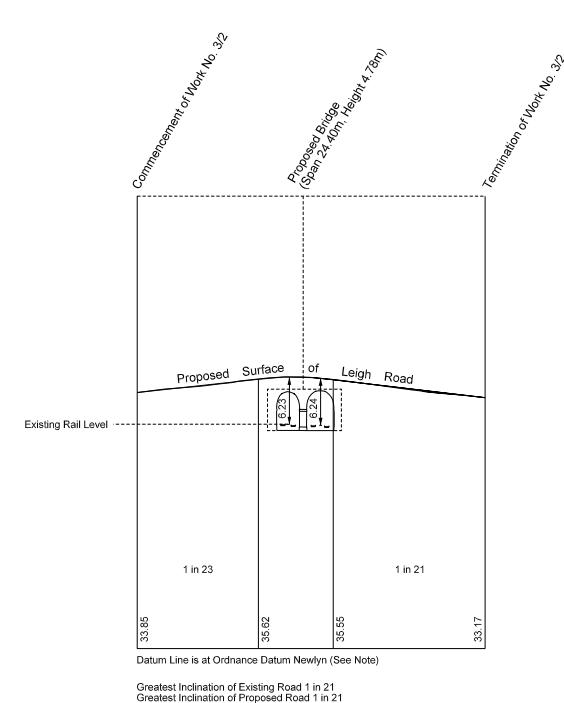 Commencement of Work No. 3/2
Proposed Bridge
(Span 24.40m, Height 4.78m)
Termination of Work No. 3/2
Proposed Surface of Leigh Road
6.23
6.24
Existing Rail Level
1 in 23
1 in 21
33.85
35.62
35.55
33.17
Datum Line is at Ordnance Datum Newlyn (See Note)
Greatest Inclination of Existing Road 1 in 21
Greatest Inclination of Proposed Road 1 in 21